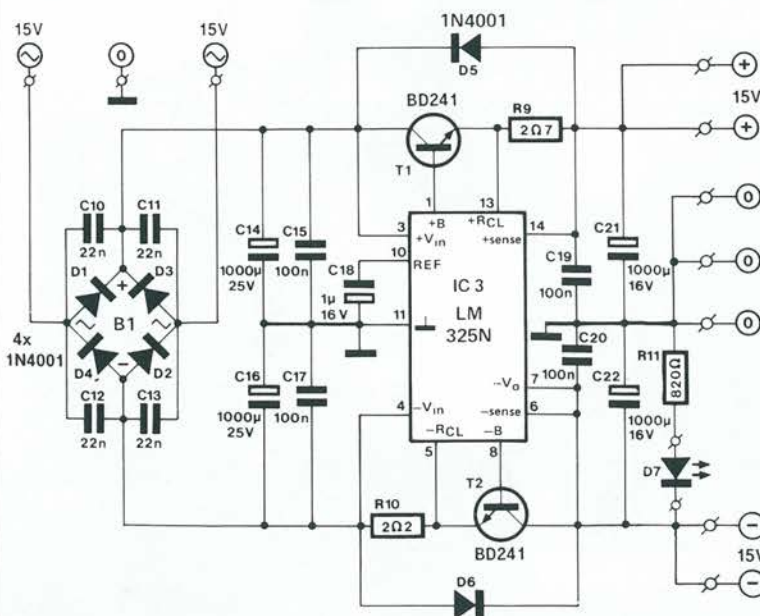 15V
0
15V
1N4001
D5
+
15V
BD241
R9
2Ω7
+
T1
C10
22n
C11
22n
1
+B
13
+RCL
14
+sense
3
+Vin
10
REF
C14
1000µ
25V
C15
100n
C18
1µ
16V
IC3
LM
325N
C19
100n
C21
1000µ
16V
0
0
0
D1
D3
+
B1
4x
1N4001
D4
D2
−
11
C20
100n
R11
820Ω
C12
22n
C13
22n
C16
1000µ
25V
C17
100n
4
−Vin
−Vo
7
−sense
6
−RCL
−B
5
8
C22
1000µ
16V
D7
R10
2Ω2
T2
BD241
−
15V
−
D6